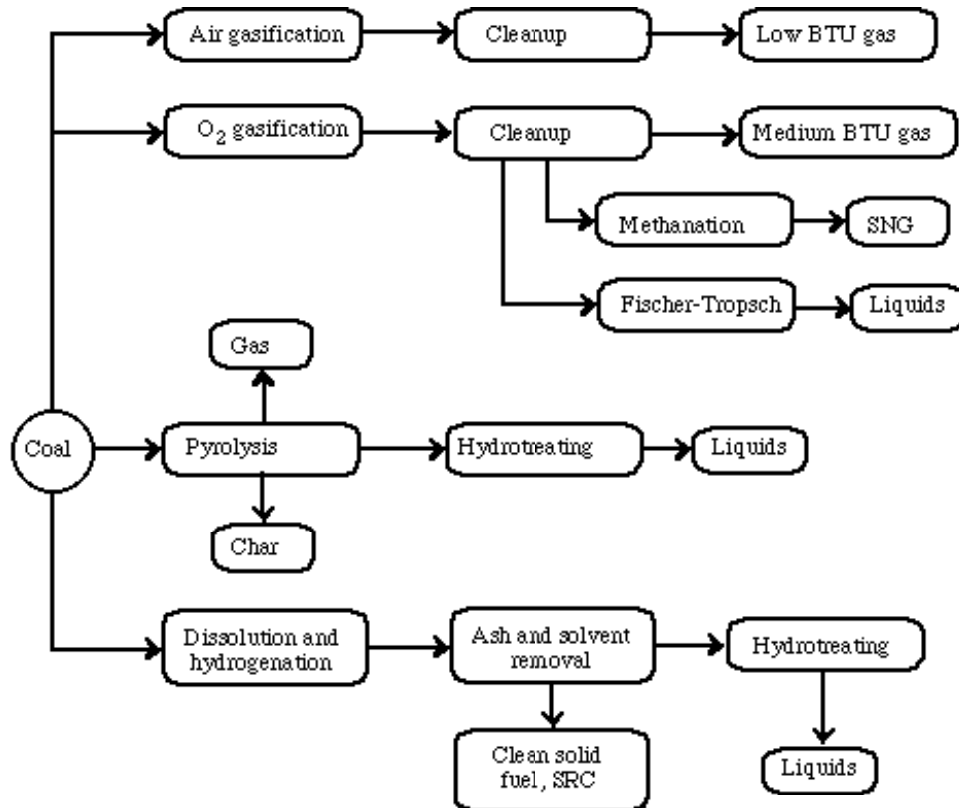 Air gasification
Cleanup
Low BTU gas
O₂ gasification
Cleanup
Medium BTU gas
Methanation
SNG
Fischer-Tropsch
Liquids
Gas
Coal
Pyrolysis
Hydrotreating
Liquids
Char
Dissolution and
hydrogenation
Ash and solvent
removal
Hydrotreating
Clean solid
fuel, SRC
Liquids